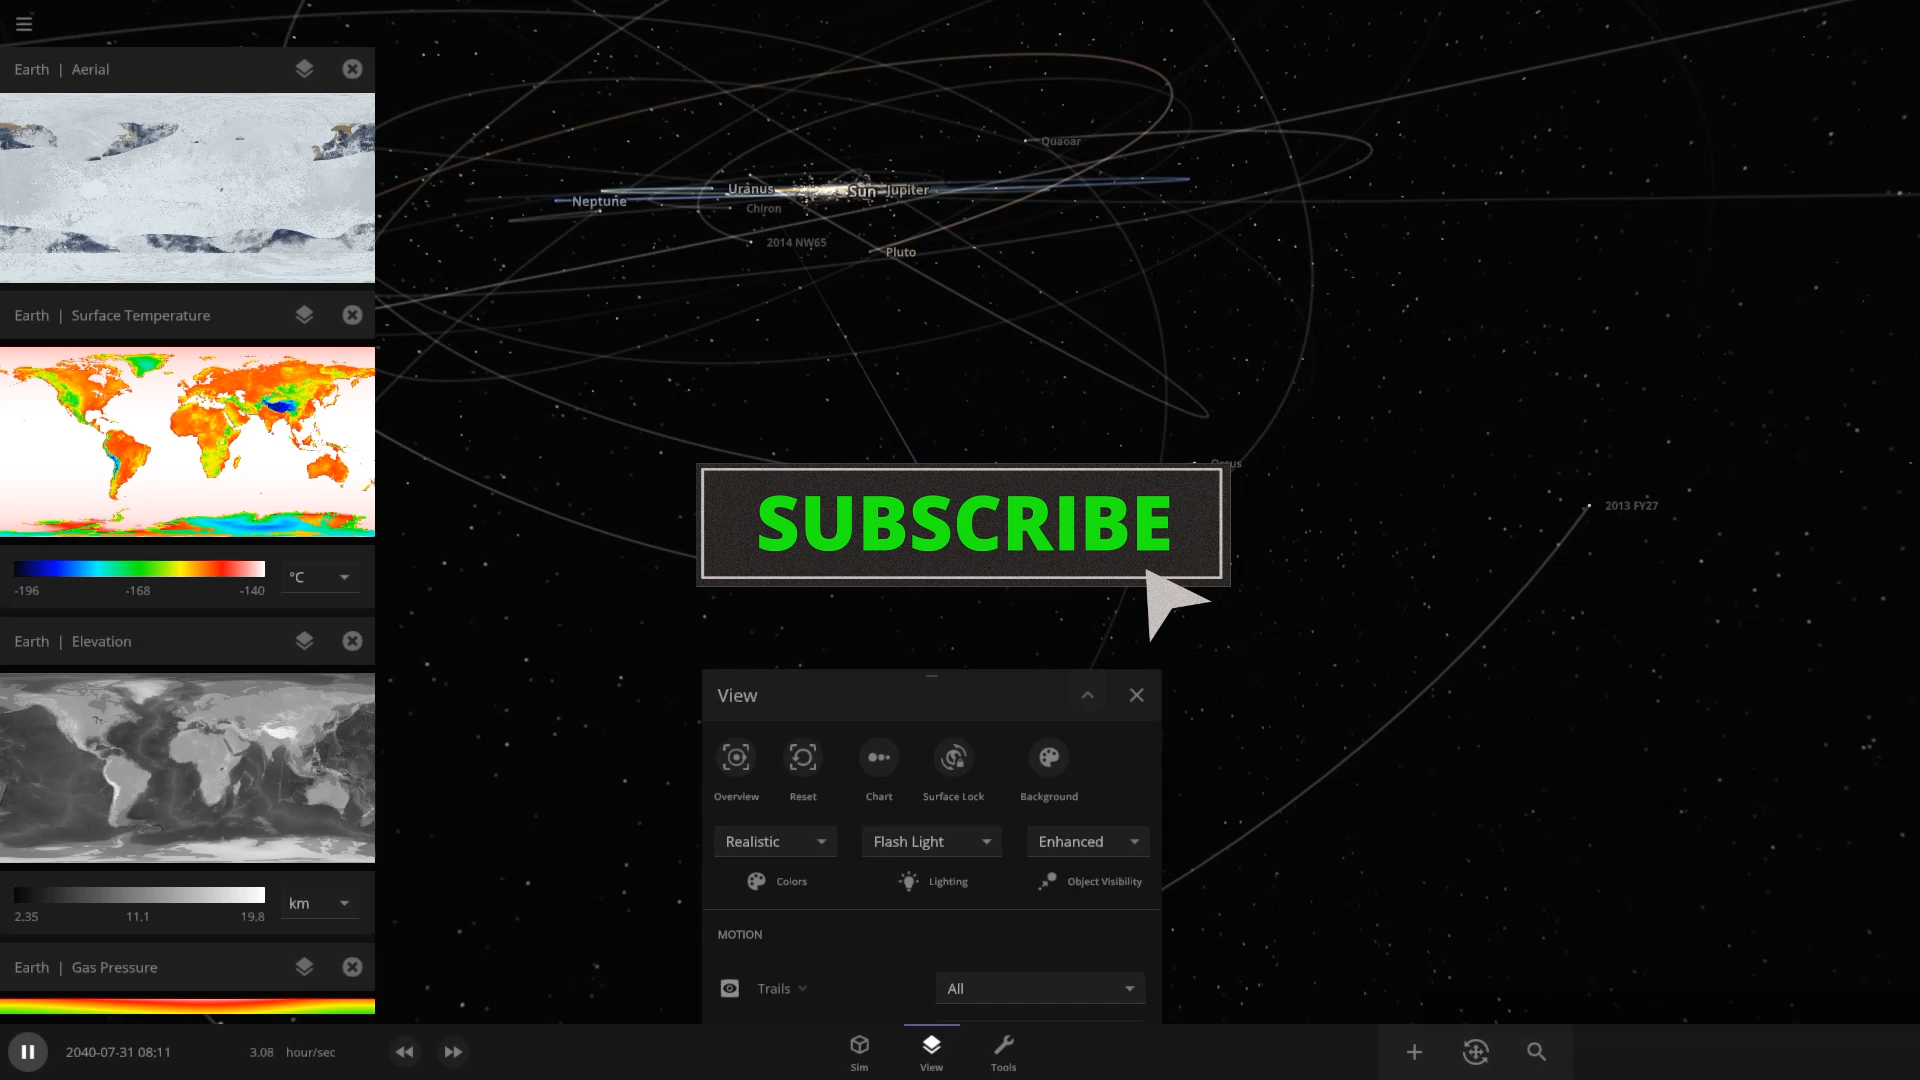 Earth | Aerial
Earth | Surface Temperature
-196 -168 -140 °C
Earth | Elevation
2,35 11,1 19,8 km
Earth | Gas Pressure
Quaoar
Uranus Sun Jupiter
Neptune
Chiron
2014 NW65
Pluto
Orcus
2013 FY27
SUBSCRIBE
View
Overview Reset Chart Surface Lock Background
Realistic Flash Light Enhanced
Colors Lighting Object Visibility
MOTION
Trails All
2040-07-31 08:11 3.08 hour/sec
Sim View Tools